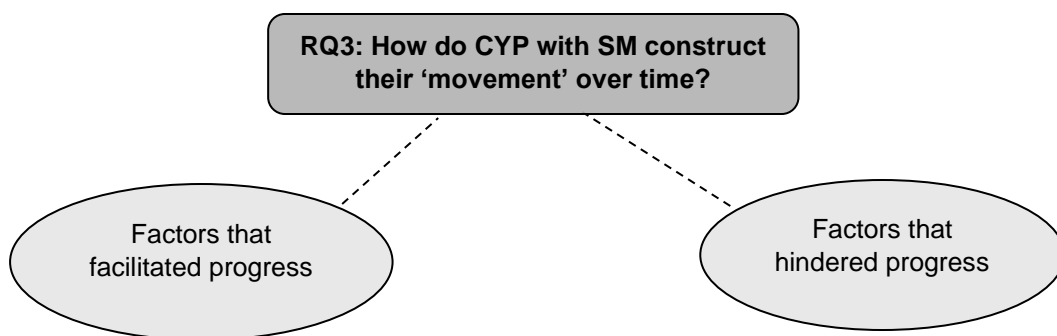 RQ3: How do CYP with SM construct
their ‘movement’ over time?
Factors that
facilitated progress
Factors that
hindered progress